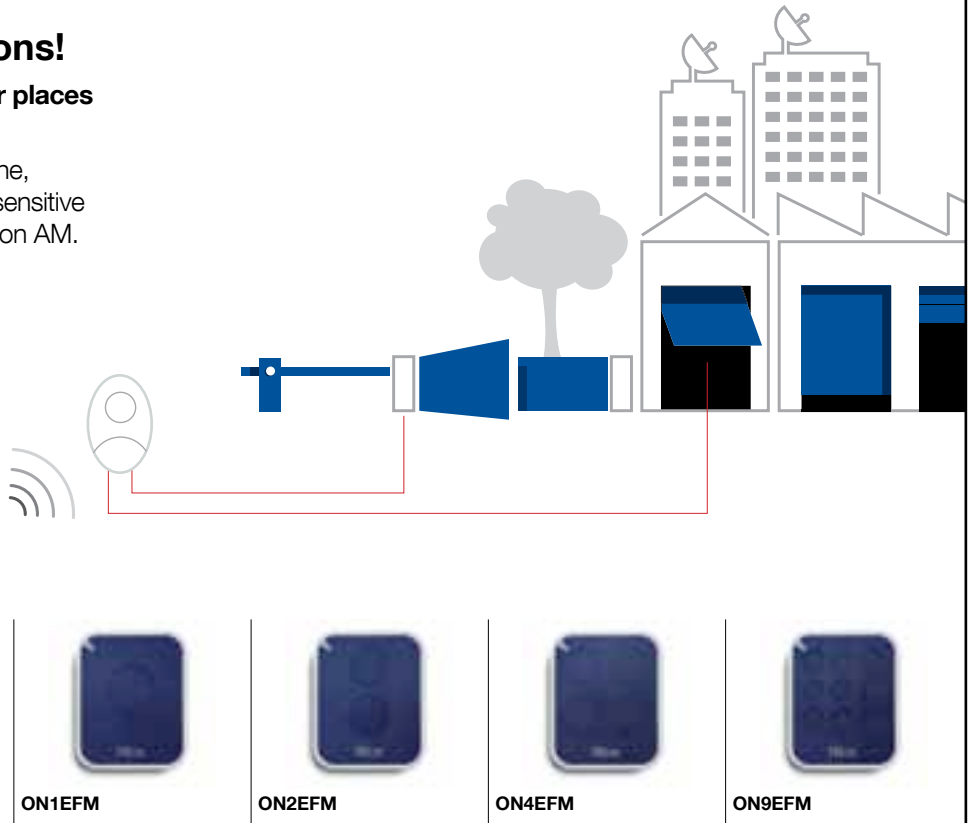 ons!
r places
ne,
sensitive
on AM.
ON1EFM
ON2EFM
ON4EFM
ON9EFM